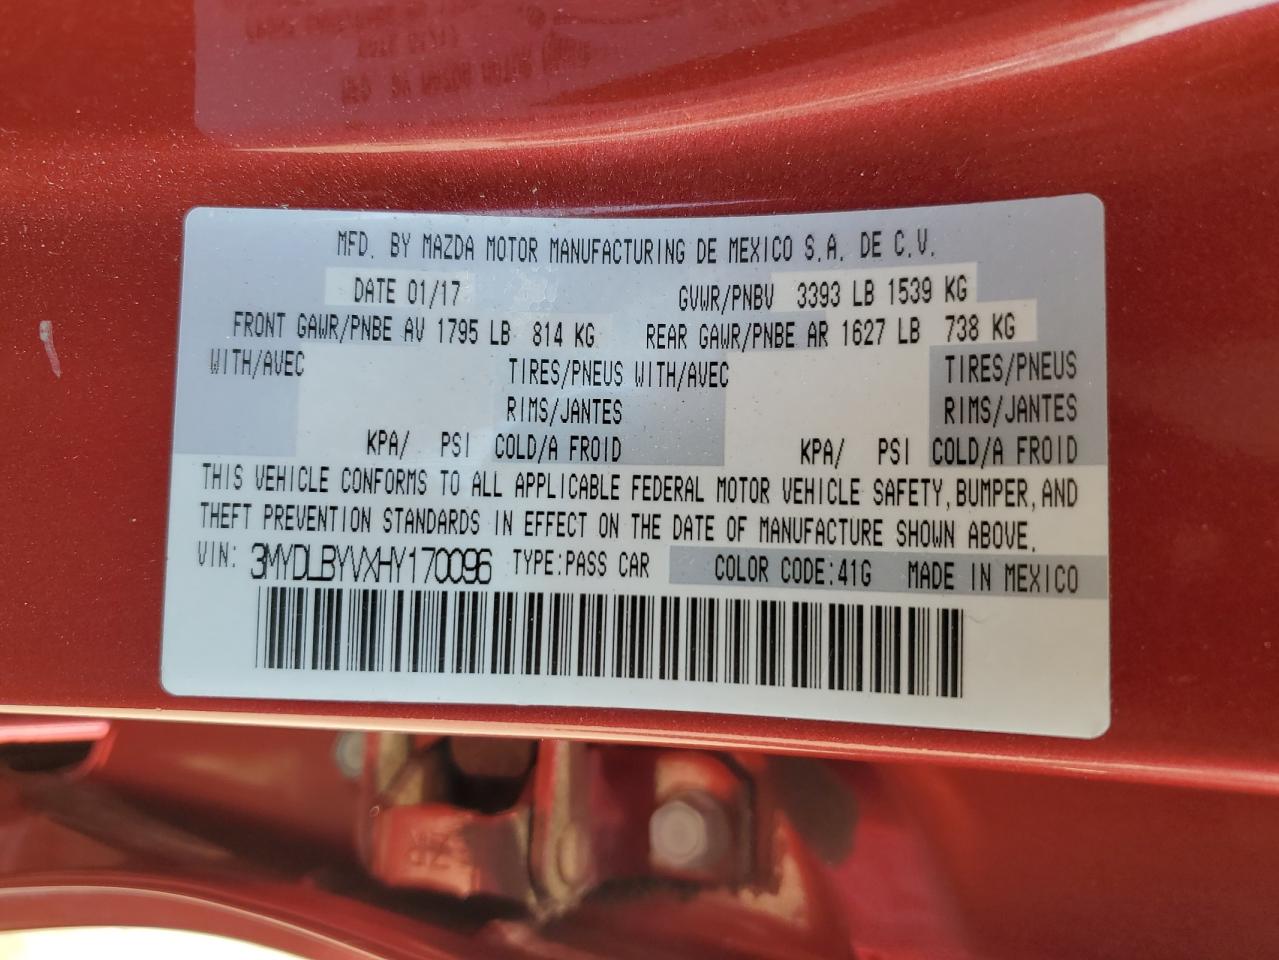 MFD. BY MAZDA MOTOR MANUFACTURING DE MEXICO S.A. DE C.V.
DATE 01/17 GVWR/PNBV 3393 LB 1539 KG
FRONT GAWR/PNBE AV 1795 LB 814 KG REAR GAWR/PNBE AR 1627 LB 738 KG
WITH/AVEC TIRES/PNEUS WITH/AVEC TIRES/PNEUS
RIMS/JANTES RIMS/JANTES
KPA/ PSI COLD/A FROID KPA/ PSI COLD/A FROID
THIS VEHICLE CONFORMS TO ALL APPLICABLE FEDERAL MOTOR VEHICLE SAFETY, BUMPER, AND
THEFT PREVENTION STANDARDS IN EFFECT ON THE DATE OF MANUFACTURE SHOWN ABOVE.
VIN: 3MYDLBYVXHY170096 TYPE:PASS CAR COLOR CODE:41G MADE IN MEXICO